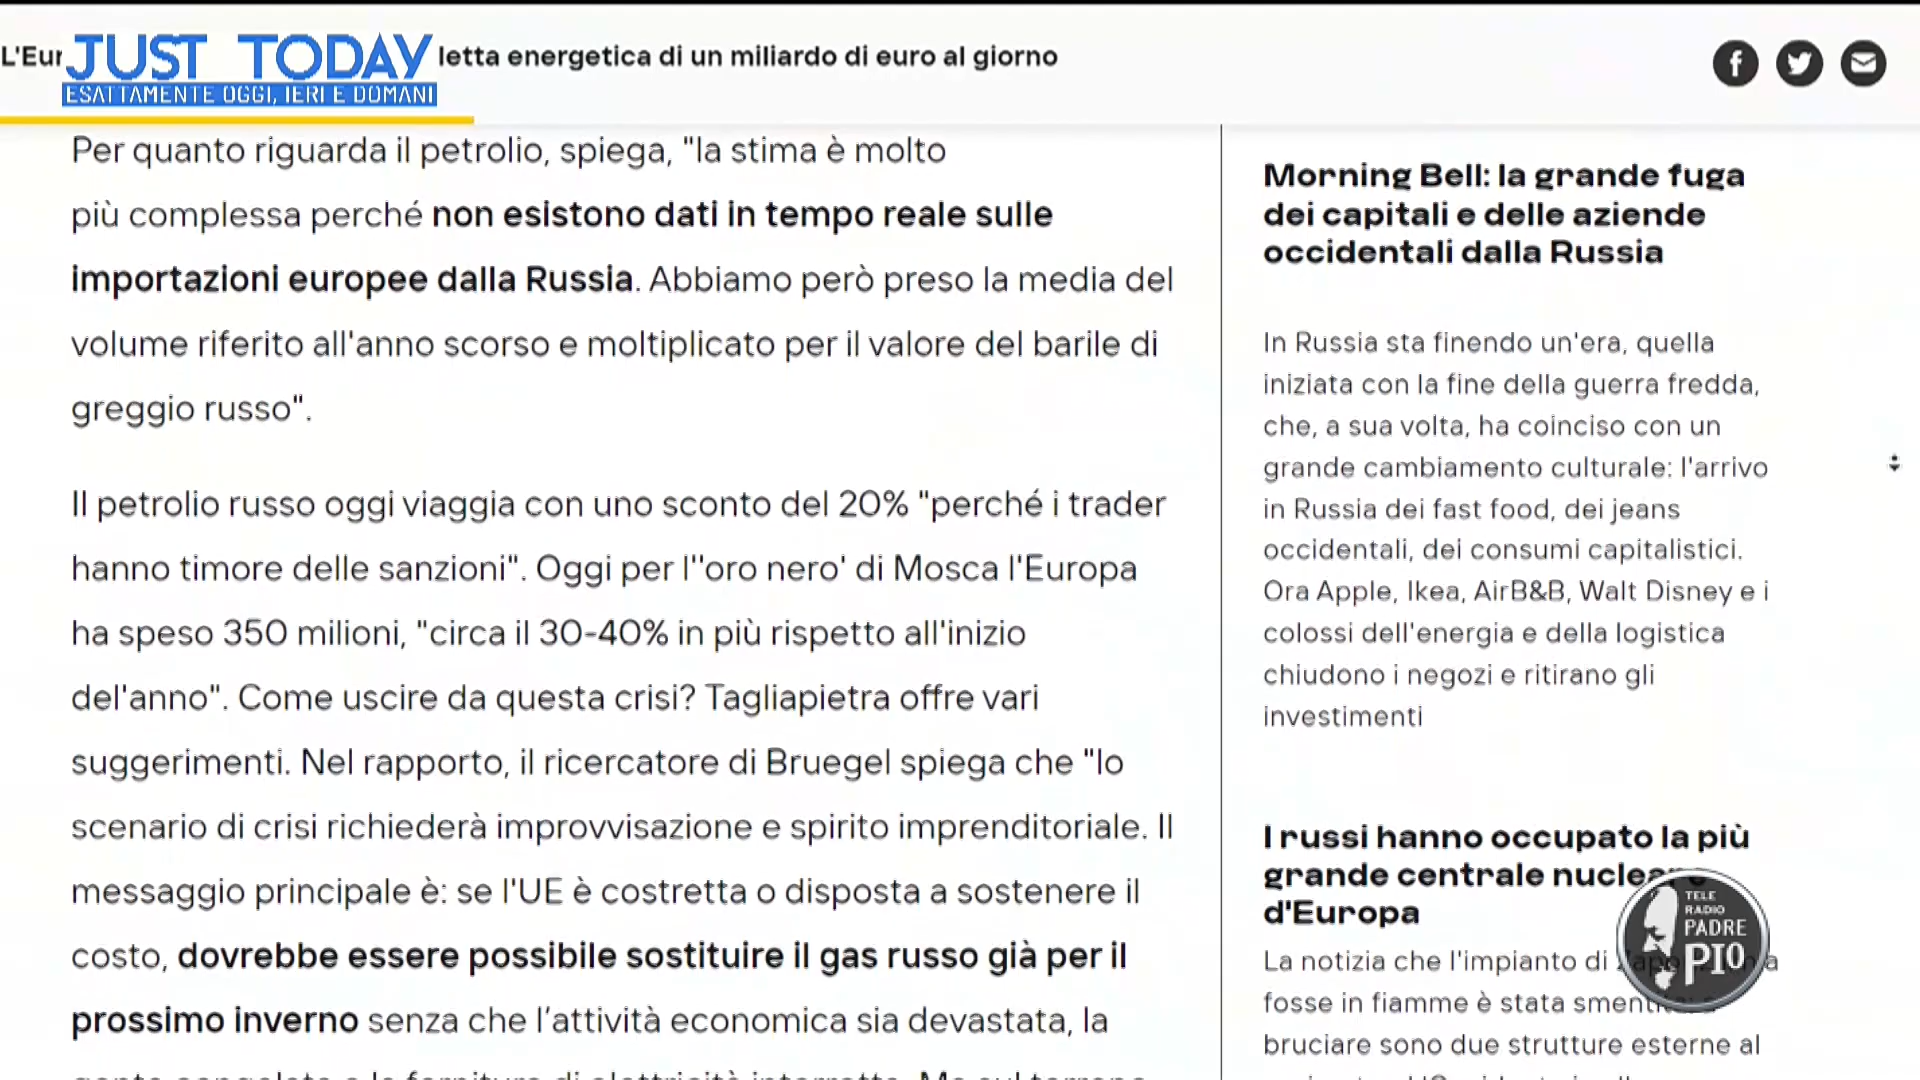 L'Eur
JUST TODAY
ESATTAMENTE OGGI, IERI E DOMANI
letta energetica di un miliardo di euro al giorno
Per quanto riguarda il petrolio, spiega, "la stima è molto
più complessa perché non esistono dati in tempo reale sulle
importazioni europee dalla Russia. Abbiamo però preso la media del
volume riferito all'anno scorso e moltiplicato per il valore del barile di
greggio russo".
Il petrolio russo oggi viaggia con uno sconto del 20% "perché i trader
hanno timore delle sanzioni". Oggi per l''oro nero' di Mosca l'Europa
ha speso 350 milioni, "circa il 30-40% in più rispetto all'inizio
del'anno". Come uscire da questa crisi? Tagliapietra offre vari
suggerimenti. Nel rapporto, il ricercatore di Bruegel spiega che "lo
scenario di crisi richiederà improvvisazione e spirito imprenditoriale. Il
messaggio principale è: se l'UE è costretta o disposta a sostenere il
costo, dovrebbe essere possibile sostituire il gas russo già per il
prossimo inverno senza che l’attività economica sia devastata, la
Morning Bell: la grande fuga
dei capitali e delle aziende
occidentali dalla Russia
In Russia sta finendo un'era, quella
iniziata con la fine della guerra fredda,
che, a sua volta, ha coinciso con un
grande cambiamento culturale: l'arrivo
in Russia dei fast food, dei jeans
occidentali, dei consumi capitalistici.
Ora Apple, Ikea, AirB&B, Walt Disney e i
colossi dell'energia e della logistica
chiudono i negozi e ritirano gli
investimenti
I russi hanno occupato la più
grande centrale nucleare
d'Europa
La notizia che l'impianto di
fosse in fiamme è stata
bruciare sono due strutture esterne al
TELE
RADIO
PADRE
PIO